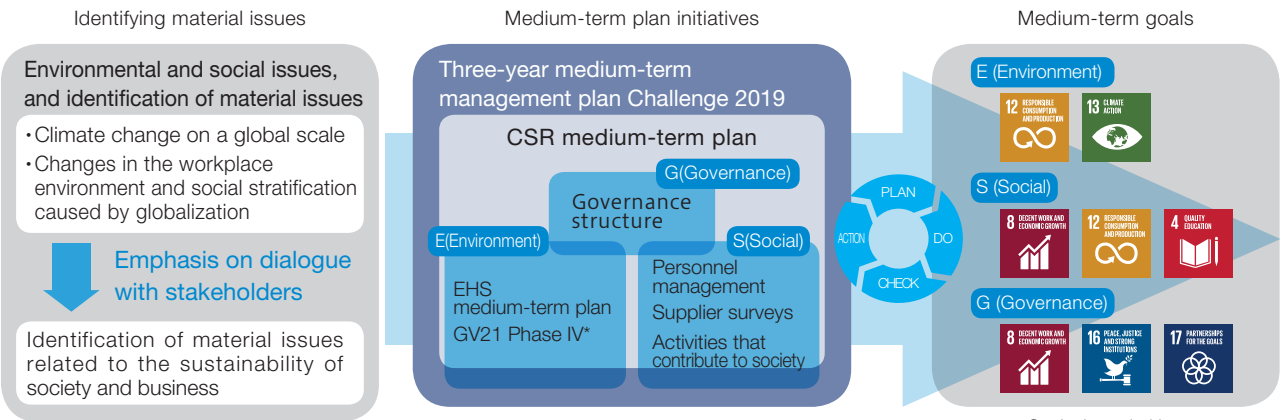 Identifying material issues
Environmental and social issues,
and identification of material issues
・Climate change on a global scale
・Changes in the workplace
environment and social stratification
caused by globalization
Emphasis on dialogue
with stakeholders
Identification of material issues
related to the sustainability of
society and business
Medium-term plan initiatives
Three-year medium-term
management plan Challenge 2019
CSR medium-term plan
G(Governance)
Governance
structure
E(Environment)
EHS
medium-term plan
GV21 Phase IV*
S(Social)
Personnel
management
Supplier surveys
Activities that
contribute to society
PLAN
DO
CHECK
ACTION
Medium-term goals
E (Environment)
12 RESPONSIBLE
CONSUMPTION
AND PRODUCTION
13 CLIMATE
ACTION
S (Social)
8 DECENT WORK AND
ECONOMIC GROWTH
12 RESPONSIBLE
CONSUMPTION
AND PRODUCTION
4 QUALITY
EDUCATION
G (Governance)
8 DECENT WORK AND
ECONOMIC GROWTH
16 PEACE, JUSTICE
AND STRONG
INSTITUTIONS
17 PARTNERSHIPS
FOR THE GOALS